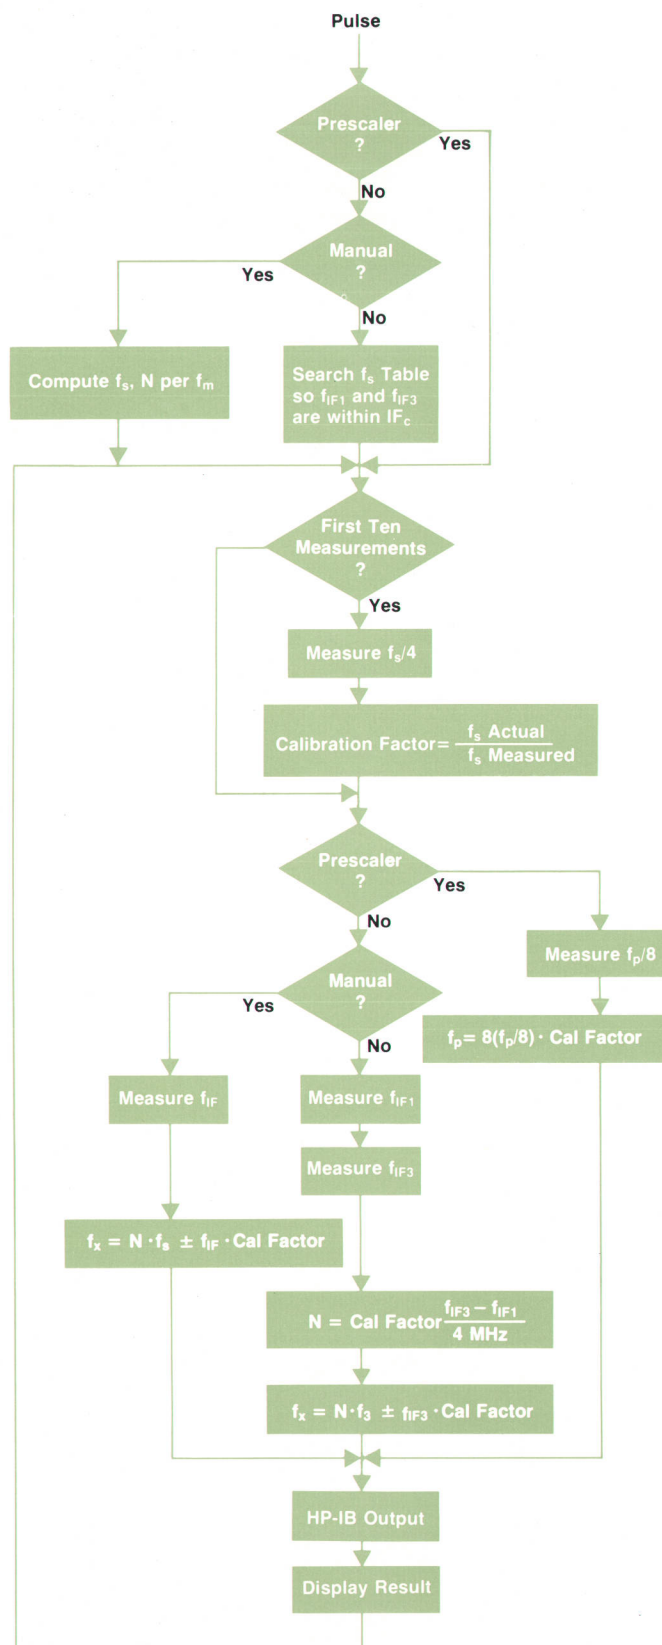 Pulse
Prescaler
?
Yes
No
Manual
?
Yes
No
Compute fs, N per fm
Search fs Table
so fIF1 and fIF3
are within IFc
First Ten
Measurements
?
Yes
Measure fs/4
Calibration Factor= fs Actual
fs Measured
Prescaler
?
Yes
No
Measure fp/8
Manual
?
Yes
No
fp= 8(fp/8) · Cal Factor
Measure fIF
Measure fIF1
Measure fIF3
fx = N · fs ± fIF · Cal Factor
N = Cal Factor fIF3 – fIF1
4 MHz
fx = N·f3 ± fIF3 · Cal Factor
HP-IB Output
Display Result